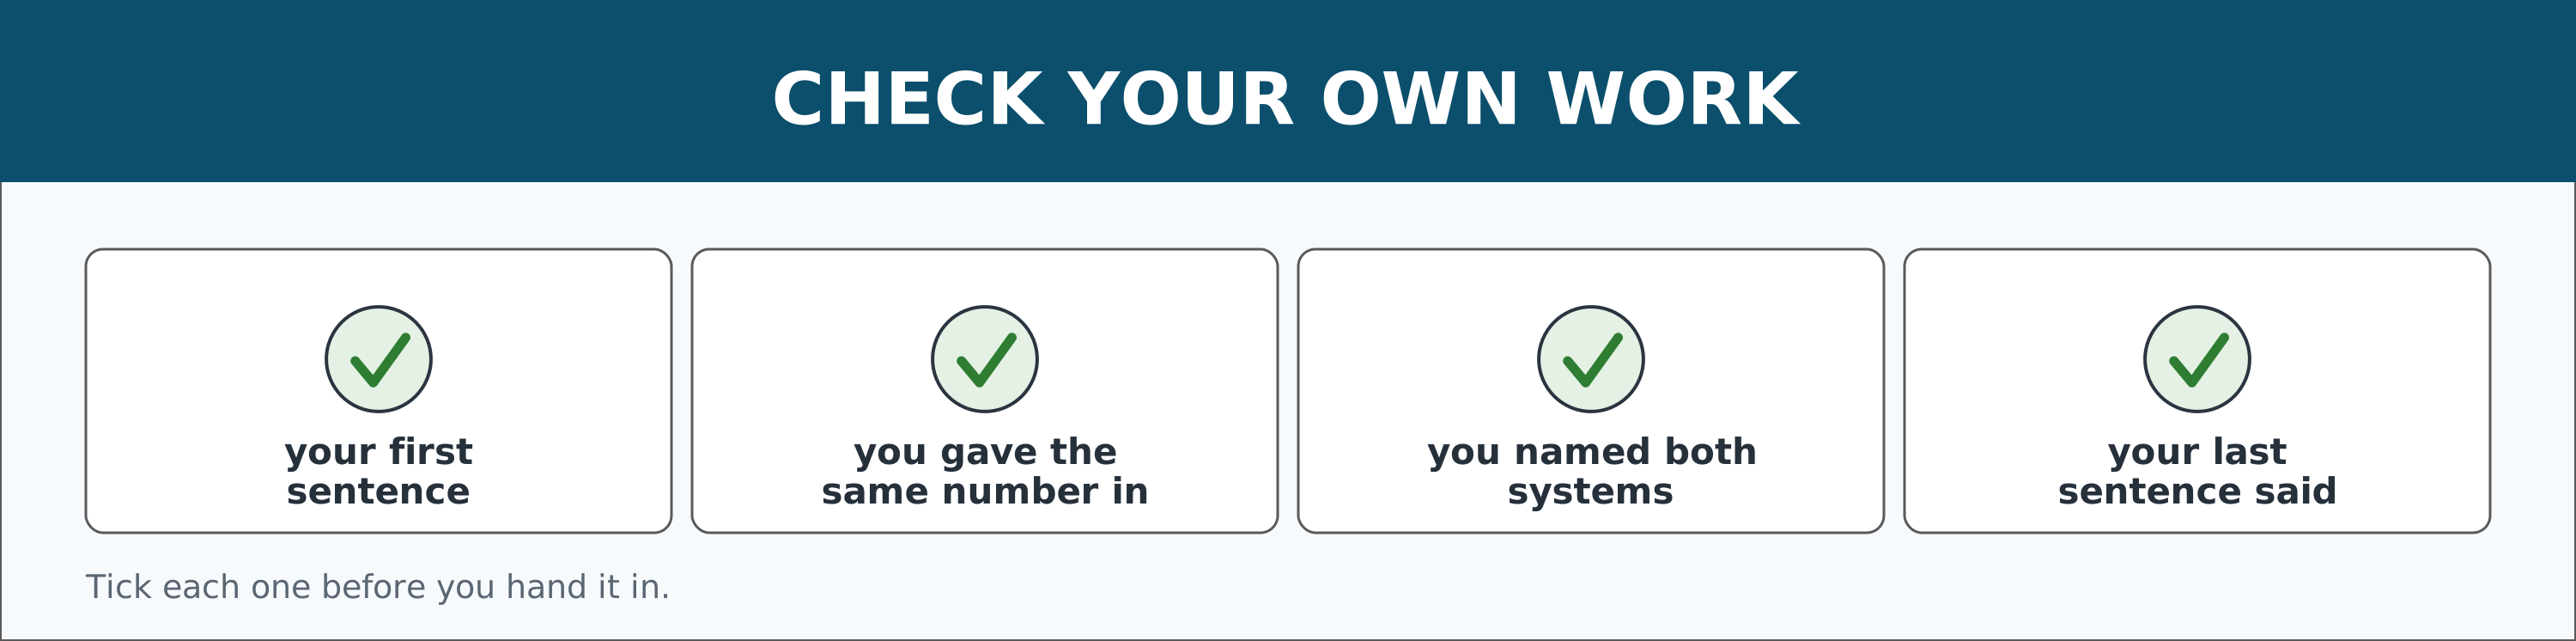 CHECK YOUR OWN WORK
your first
sentence
you gave the
same number in
you named both
systems
your last
sentence said
Tick each one before you hand it in.